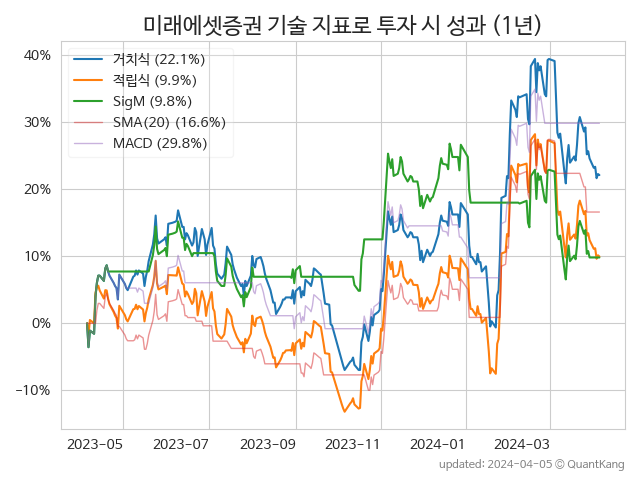 미래에셋증권 기술 지표로 투자 시 성과 (1년)
거치식 (22.1%)
적립식 (9.9%)
SigM (9.8%)
SMA(20) (16.6%)
MACD (29.8%)
40%
30%
20%
10%
0%
−10%
2023-05 2023-07 2023-09 2023-11 2024-01 2024-03
updated: 2024-04-05 © QuantKang